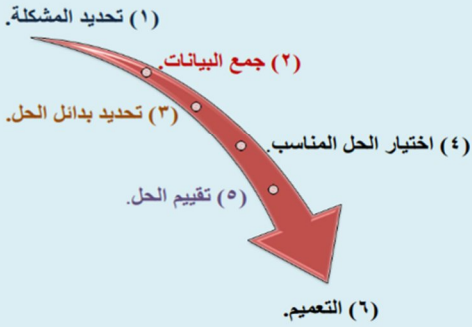 (١) تحديد المشكلة.
(٢) جمع البيانات.
(٣) تحديد بدائل الحل.
(٤) اختيار الحل المناسب.
(٥) تقييم الحل.
(٦) التعميم.